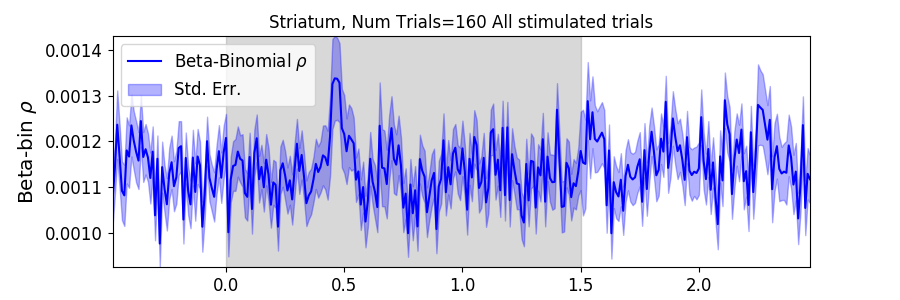 Striatum, Num Trials=160 All stimulated trials
Beta-bin ρ
0.0014
0.0013
0.0012
0.0011
0.0010
Beta-Binomial ρ
Std. Err.
0.0 0.5 1.0 1.5 2.0